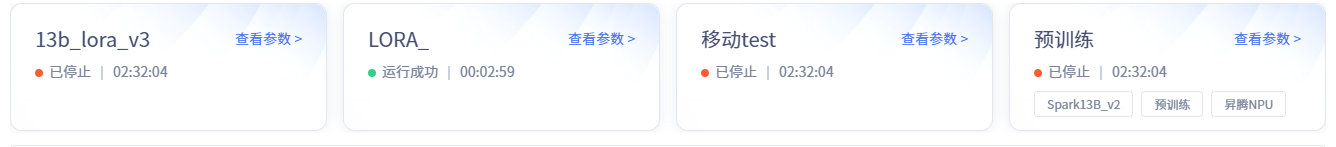 13b_lora_v3 查看参数 >
已停止 | 02:32:04
LORA_ 查看参数 >
运行成功 | 00:02:59
移动test 查看参数 >
已停止 | 02:32:04
预训练 查看参数 >
已停止 | 02:32:04
Spark13B_v2 预训练 昇腾NPU